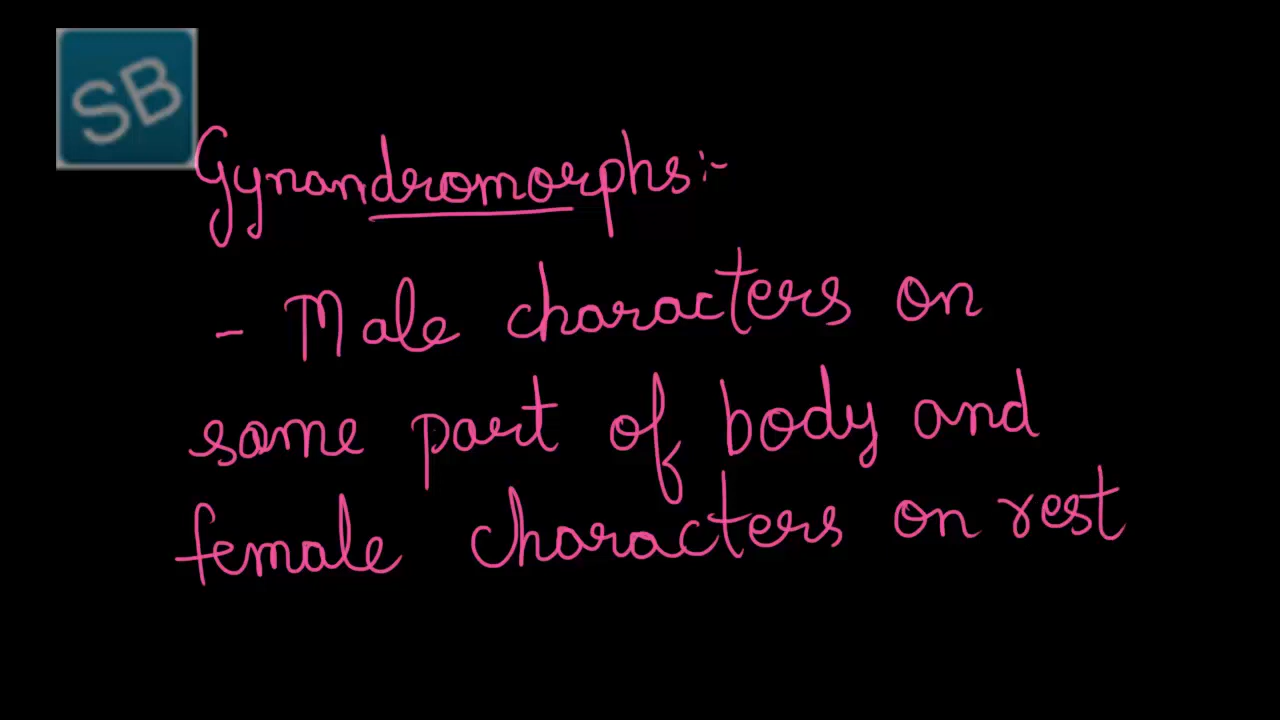 SB
Gynandromorphs:-
- Male characters on
some part of body and
female characters on rest